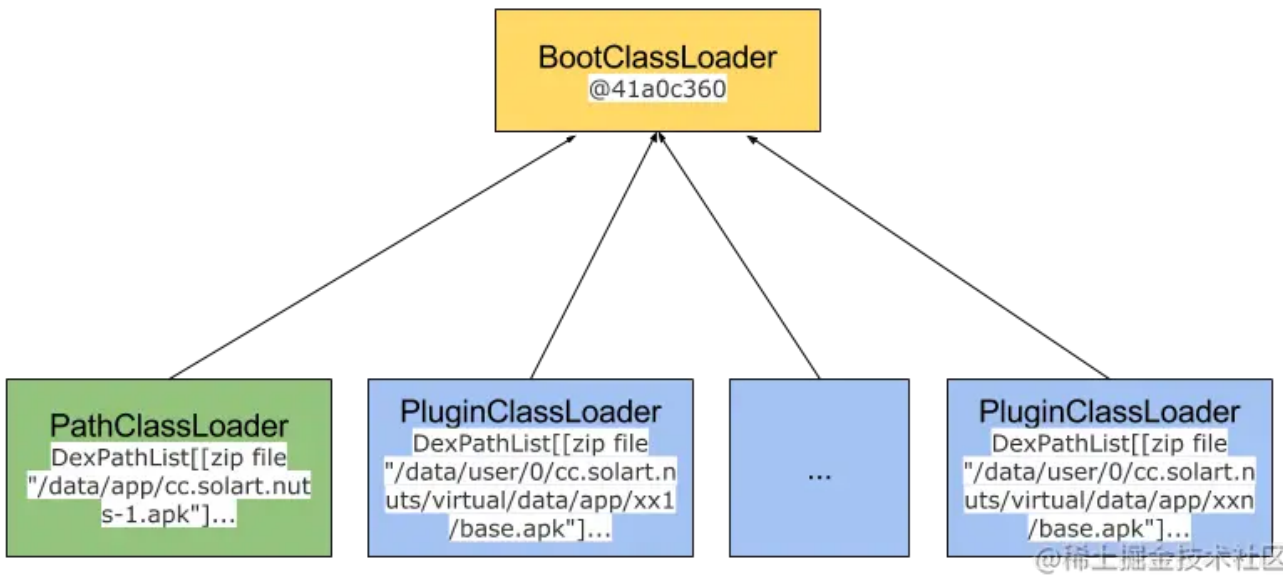 BootClassLoader
@41a0c360
PathClassLoader
DexPathList[[zip file
"/data/app/cc.solart.nut
s-1.apk"]...
PluginClassLoader
DexPathList[[zip file
"/data/user/0/cc.solart.n
uts/virtual/data/app/xx1
/base.apk"]...
...
PluginClassLoader
DexPathList[[zip file
"/data/user/0/cc.solart.n
uts/virtual/data/app/xxn
/base.apk"]...
@稀土掘金技术社区